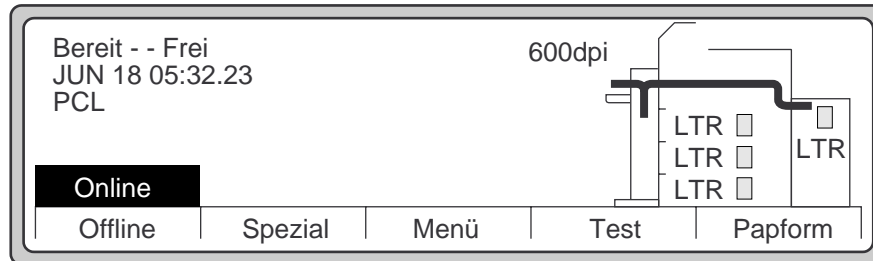 Bereit - - Frei
JUN 18 05:32.23
PCL
600dpi
LTR
LTR
LTR
LTR
Online
Offline
Spezial
Menü
Test
Papform